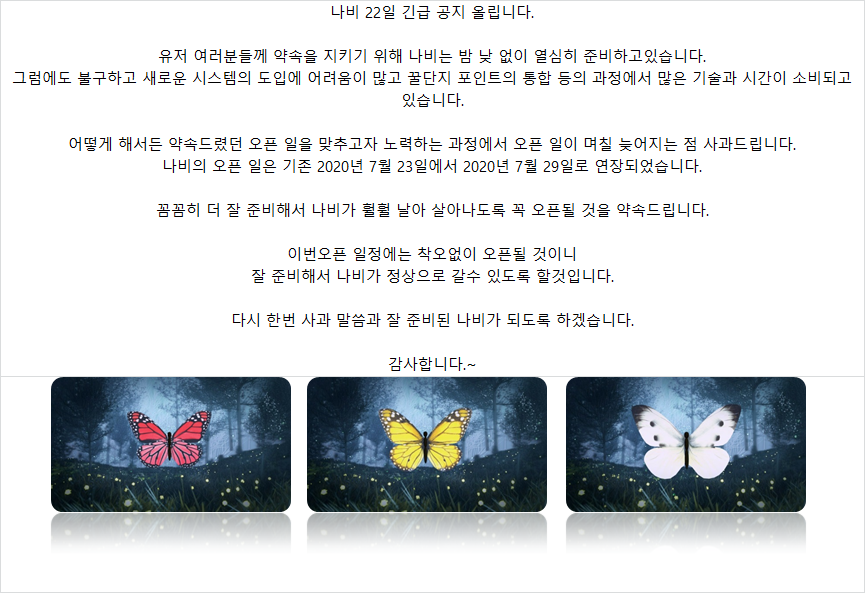 나비 22일 긴급 공지 올립니다.
유저 여러분들께 약속을 지키기 위해 나비는 밤 낮 없이 열심히 준비하고있습니다.
그럼에도 불구하고 새로운 시스템의 도입에 어려움이 많고 꿀단지 포인트의 통합 등의 과정에서 많은 기술과 시간이 소비되고
있습니다.
어떻게 해서든 약속드렸던 오픈 일을 맞추고자 노력하는 과정에서 오픈 일이 며칠 늦어지는 점 사과드립니다.
나비의 오픈 일은 기존 2020년 7월 23일에서 2020년 7월 29일로 연장되었습니다.
꼼꼼히 더 잘 준비해서 나비가 훨훨 날아 살아나도록 꼭 오픈될 것을 약속드립니다.
이번오픈 일정에는 착오없이 오픈될 것이니
잘 준비해서 나비가 정상으로 갈수 있도록 할것입니다.
다시 한번 사과 말씀과 잘 준비된 나비가 되도록 하겠습니다.
감사합니다.~